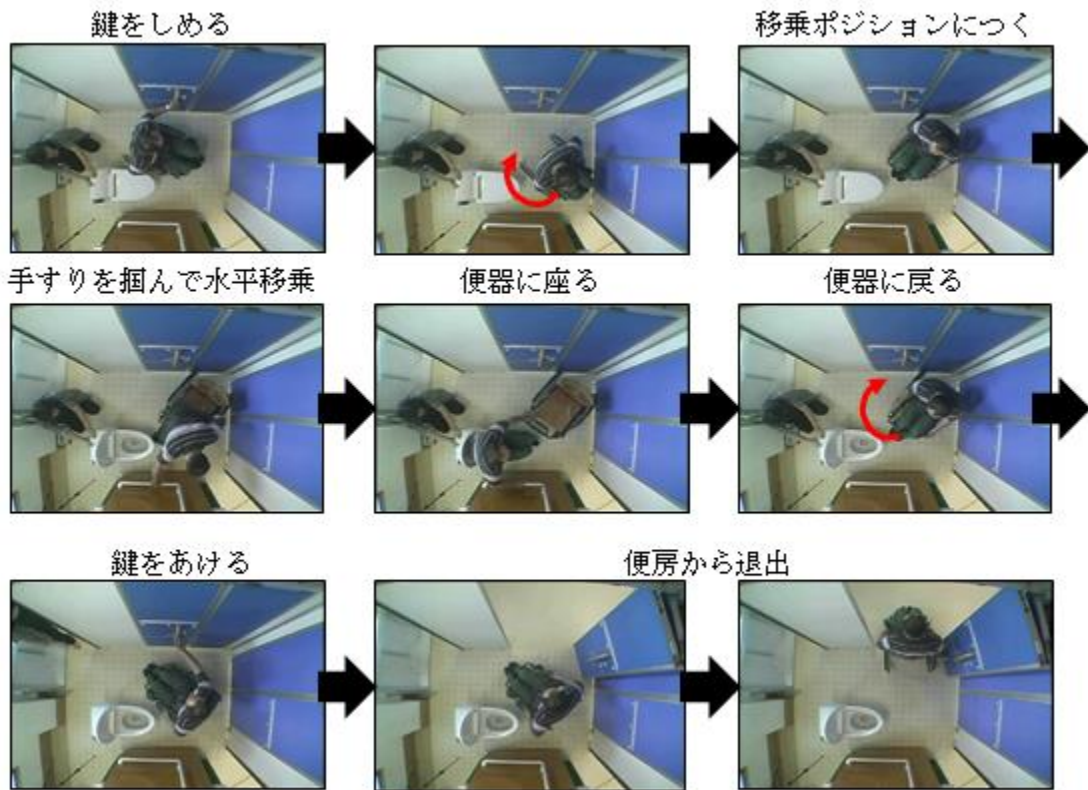 鍵をしめる
移乗ポジションにつく
手すりを掴んで水平移乗
便器に座る
便器に戻る
鍵をあける
便房から退出